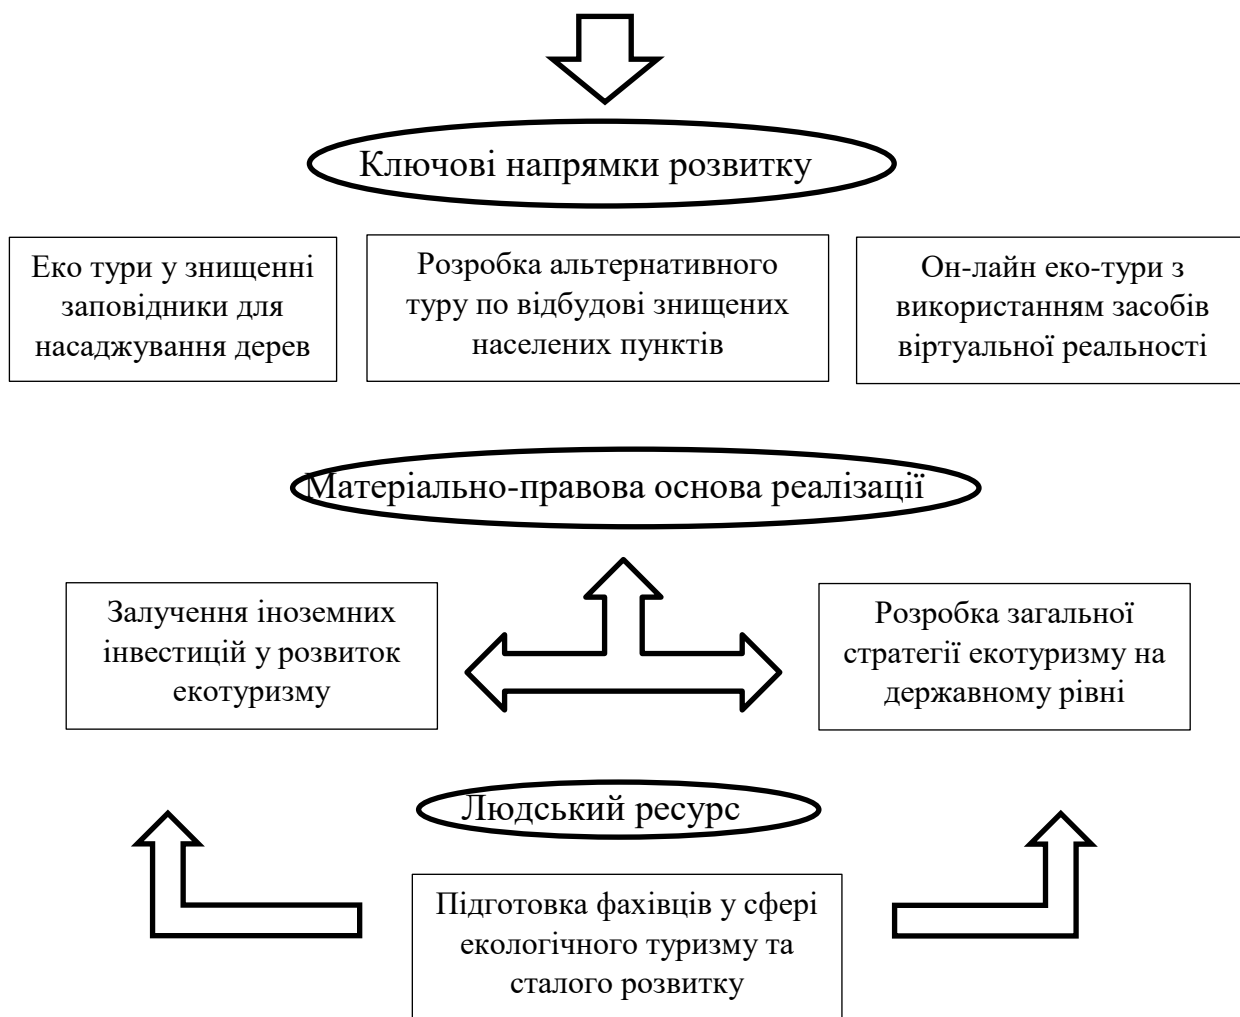 Ключові напрямки розвитку
Еко тури у знищенні
заповідники для
насаджування дерев
Розробка альтернативного
туру по відбудові знищених
населених пунктів
Он-лайн еко-тури з
використанням засобів
віртуальної реальності
Матеріально-правова основа реалізації
Залучення іноземних
інвестицій у розвиток
екотуризму
Розробка загальної
стратегії екотуризму на
державному рівні
Людський ресурс
Підготовка фахівців у сфері
екологічного туризму та
сталого розвитку